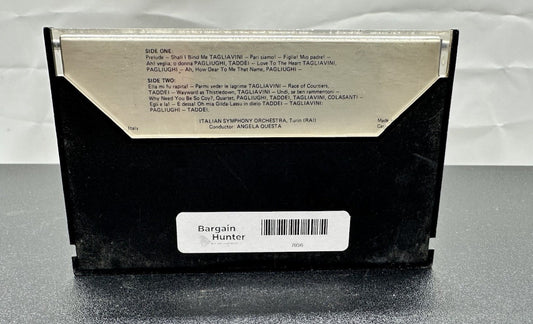 SIDE ONE:
Prelude – Shall I Bind Me TAGLIAVINI – Pari siamo! – Figlia! Mio padre! –
Ah! veglia, o donna PAGLIUGHI, TADDEI – Love To The Heart TAGLIAVINI,
PAGLIUGHI – Ah, How Dear To Me That Name, PAGLIUGHI –
SIDE TWO:
Ella mi fu rapita! – Parmi veder le lagrime TAGLIAVINI – Race of Courtiers,
TADDEI – Wayward as Thistledown, TAGLIAVINI – Undi, se ben rammentomi –
Why Need You Be So Coy?, Quartet, PAGLIUGHI, TADDEI, TAGLIAVINI, COLASANTI –
Egli e la! – E dessa! Oh mia Gilda-Lassu in cielo TADDEI – TAGLIAVINI,
PAGLIUGHI – TADDEI.
ITALIAN SYMPHONY ORCHESTRA, Turin (RAI)
Conductor: ANGELA QUESTA
Italy
Made
Bargain
Hunter
7656